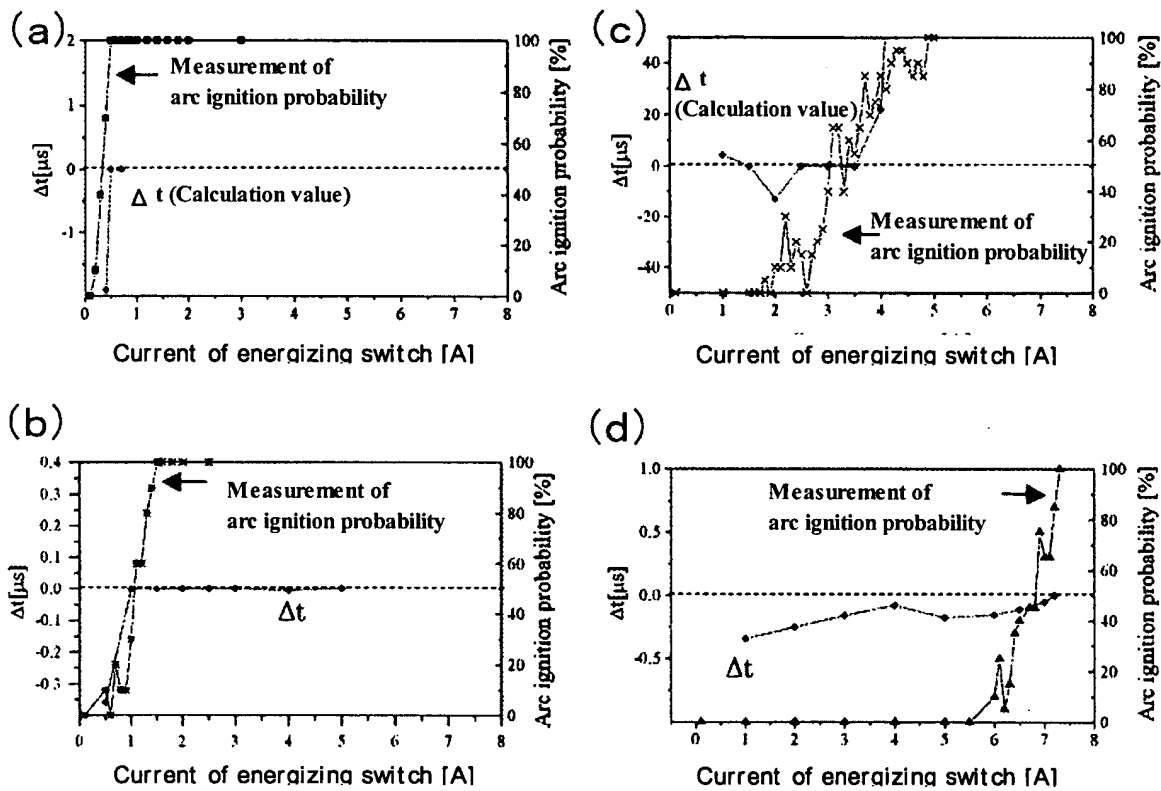 (a)
2
1
0
-1
Δt[μs]
Measurement of
arc ignition probability
Δ t (Calculation value)
100
80
60
40
20
0
Arc ignition probability [%]
0 1 2 3 4 5 6 7 8
Current of energizing switch [A]
(c)
40
20
0
-20
-40
Δt[μs]
Δ t
(Calculation value)
Measurement of
arc ignition probability
100
80
60
40
20
0
Arc ignition probability [%]
0 1 2 3 4 5 6 7 8
Current of energizing switch [A]
(b)
0.4
0.3
0.2
0.1
0.0
-0.1
-0.2
-0.3
Δt[μs]
Measurement of
arc ignition probability
Δt
100
80
60
40
20
0
Arc ignition probability [%]
0 1 2 3 4 5 6 7 8
Current of energizing switch [A]
(d)
1.0
0.5
0.0
-0.5
Δt[μs]
Measurement of
arc ignition probability
Δt
100
80
60
40
20
0
Arc ignition probability [%]
0 1 2 3 4 5 6 7 8
Current of energizing switch [A]